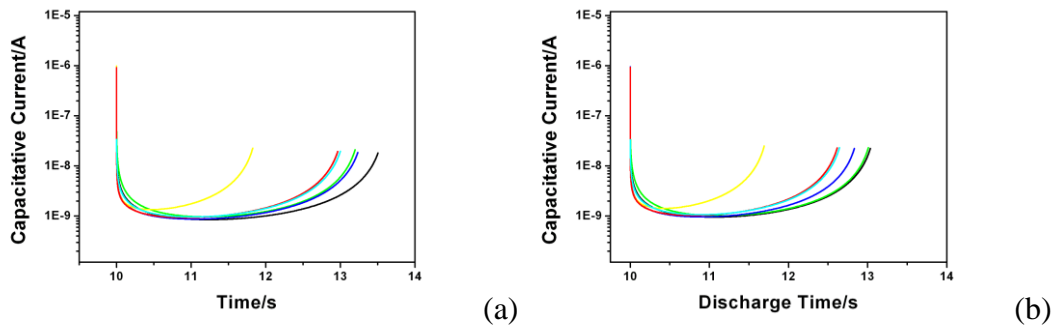 Capacitative Current/A
1E-5
1E-6
1E-7
1E-8
1E-9
10
11
12
13
14
Time/s
(a)
Capacitative Current/A
1E-5
1E-6
1E-7
1E-8
1E-9
10
11
12
13
14
Discharge Time/s
(b)